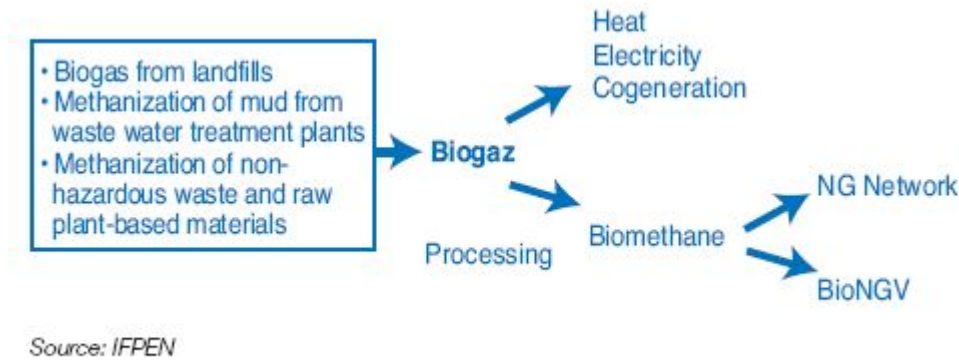 • Biogas from landfills
• Methanization of mud from
waste water treatment plants
• Methanization of non-
hazardous waste and raw
plant-based materials
Biogaz
Heat
Electricity
Cogeneration
Processing
Biomethane
NG Network
BioNGV
Source: IFPEN